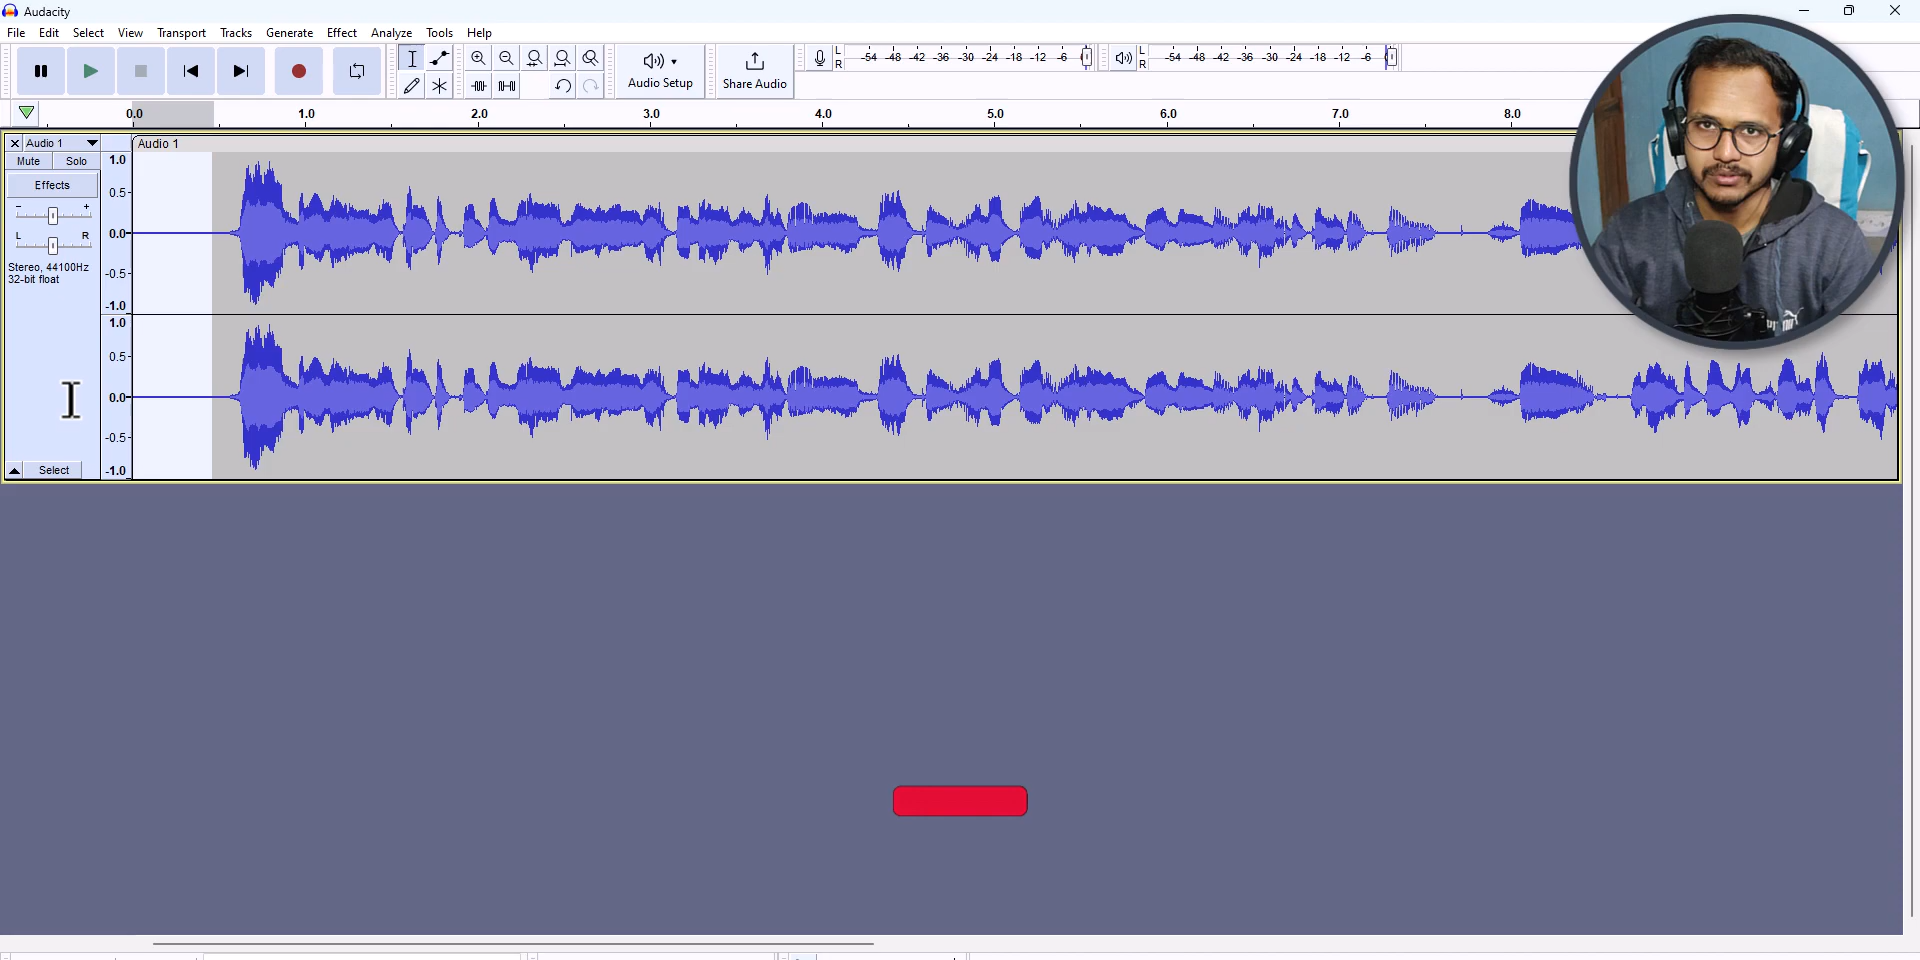 Audacity
File Edit Select View Transport Tracks Generate Effect Analyze Tools Help
Audio Setup
Share Audio
L
R
-54 -48 -42 -36 -30 -24 -18 -12 -6
L
R
-54 -48 -42 -36 -30 -24 -18 -12 -6
0.0 1.0 2.0 3.0 4.0 5.0 6.0 7.0 8.0
Audio 1
Audio 1
Mute Solo
Effects
- +
L R
Stereo, 44100Hz
32-bit float
Select
1.0
0.5
0.0
-0.5
-1.0
1.0
0.5
0.0
-0.5
-1.0